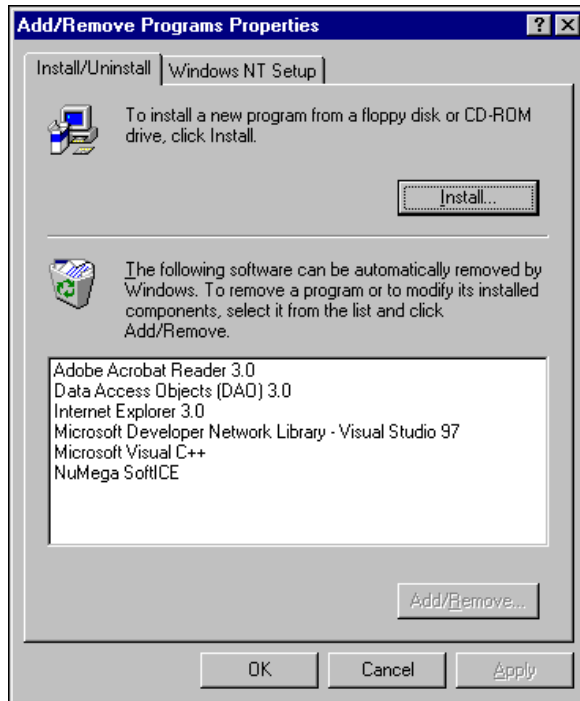 Add/Remove Programs Properties
Install/Uninstall
Windows NT Setup
To install a new program from a floppy disk or CD-ROM
drive, click Install.
Install...
The following software can be automatically removed by
Windows. To remove a program or to modify its installed
components, select it from the list and click
Add/Remove.
Adobe Acrobat Reader 3.0
Data Access Objects (DAO) 3.0
Internet Explorer 3.0
Microsoft Developer Network Library - Visual Studio 97
Microsoft Visual C++
NuMega SoftICE
Add/Remove...
OK
Cancel
Apply